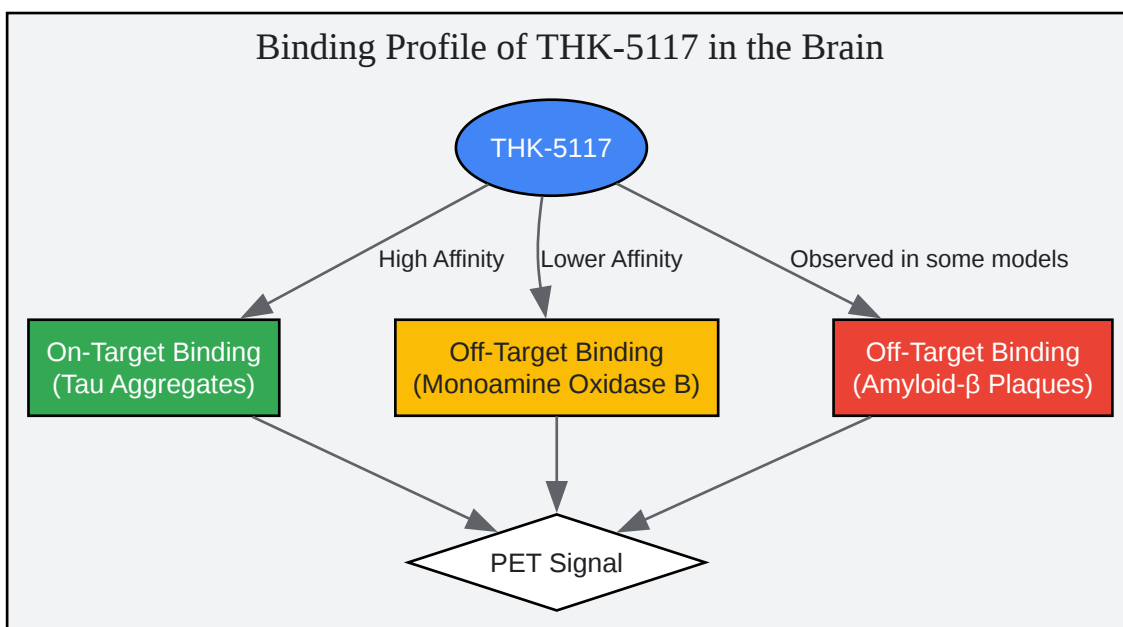 Binding Profile of THK-5117 in the Brain
THK-5117
High Affinity
Lower Affinity
Observed in some models
On-Target Binding
(Tau Aggregates)
Off-Target Binding
(Monoamine Oxidase B)
Off-Target Binding
(Amyloid-β Plaques)
PET Signal